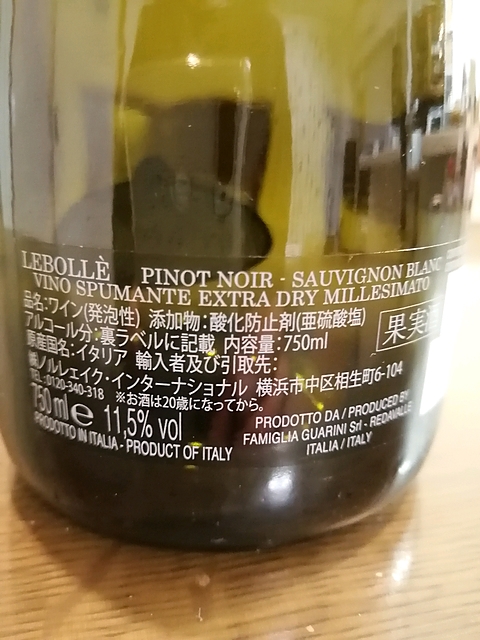 LEBOLLÈ PINOT NOIR - SAUVIGNON BLANC
VINO SPUMANTE EXTRA DRY MILLESIMATO
品名:ワイン(発泡性) 添加物:酸化防止剤(亜硫酸塩)
アルコール分:裏ラベルに記載 内容量:750ml
果実酒
原産国名:イタリア 輸入者及び引取先:
㈱ノルレェイク・インターナショナル 横浜市中区相生町6-104
TEL:0120-340-318 ※お酒は20歳になってから。
750 ml e 11,5% vol
PRODOTTO IN ITALIA - PRODUCT OF ITALY
PRODOTTO DA / PRODUCED BY
FAMIGLIA GUARINI Srl - REDAVALLE
ITALIA / ITALY